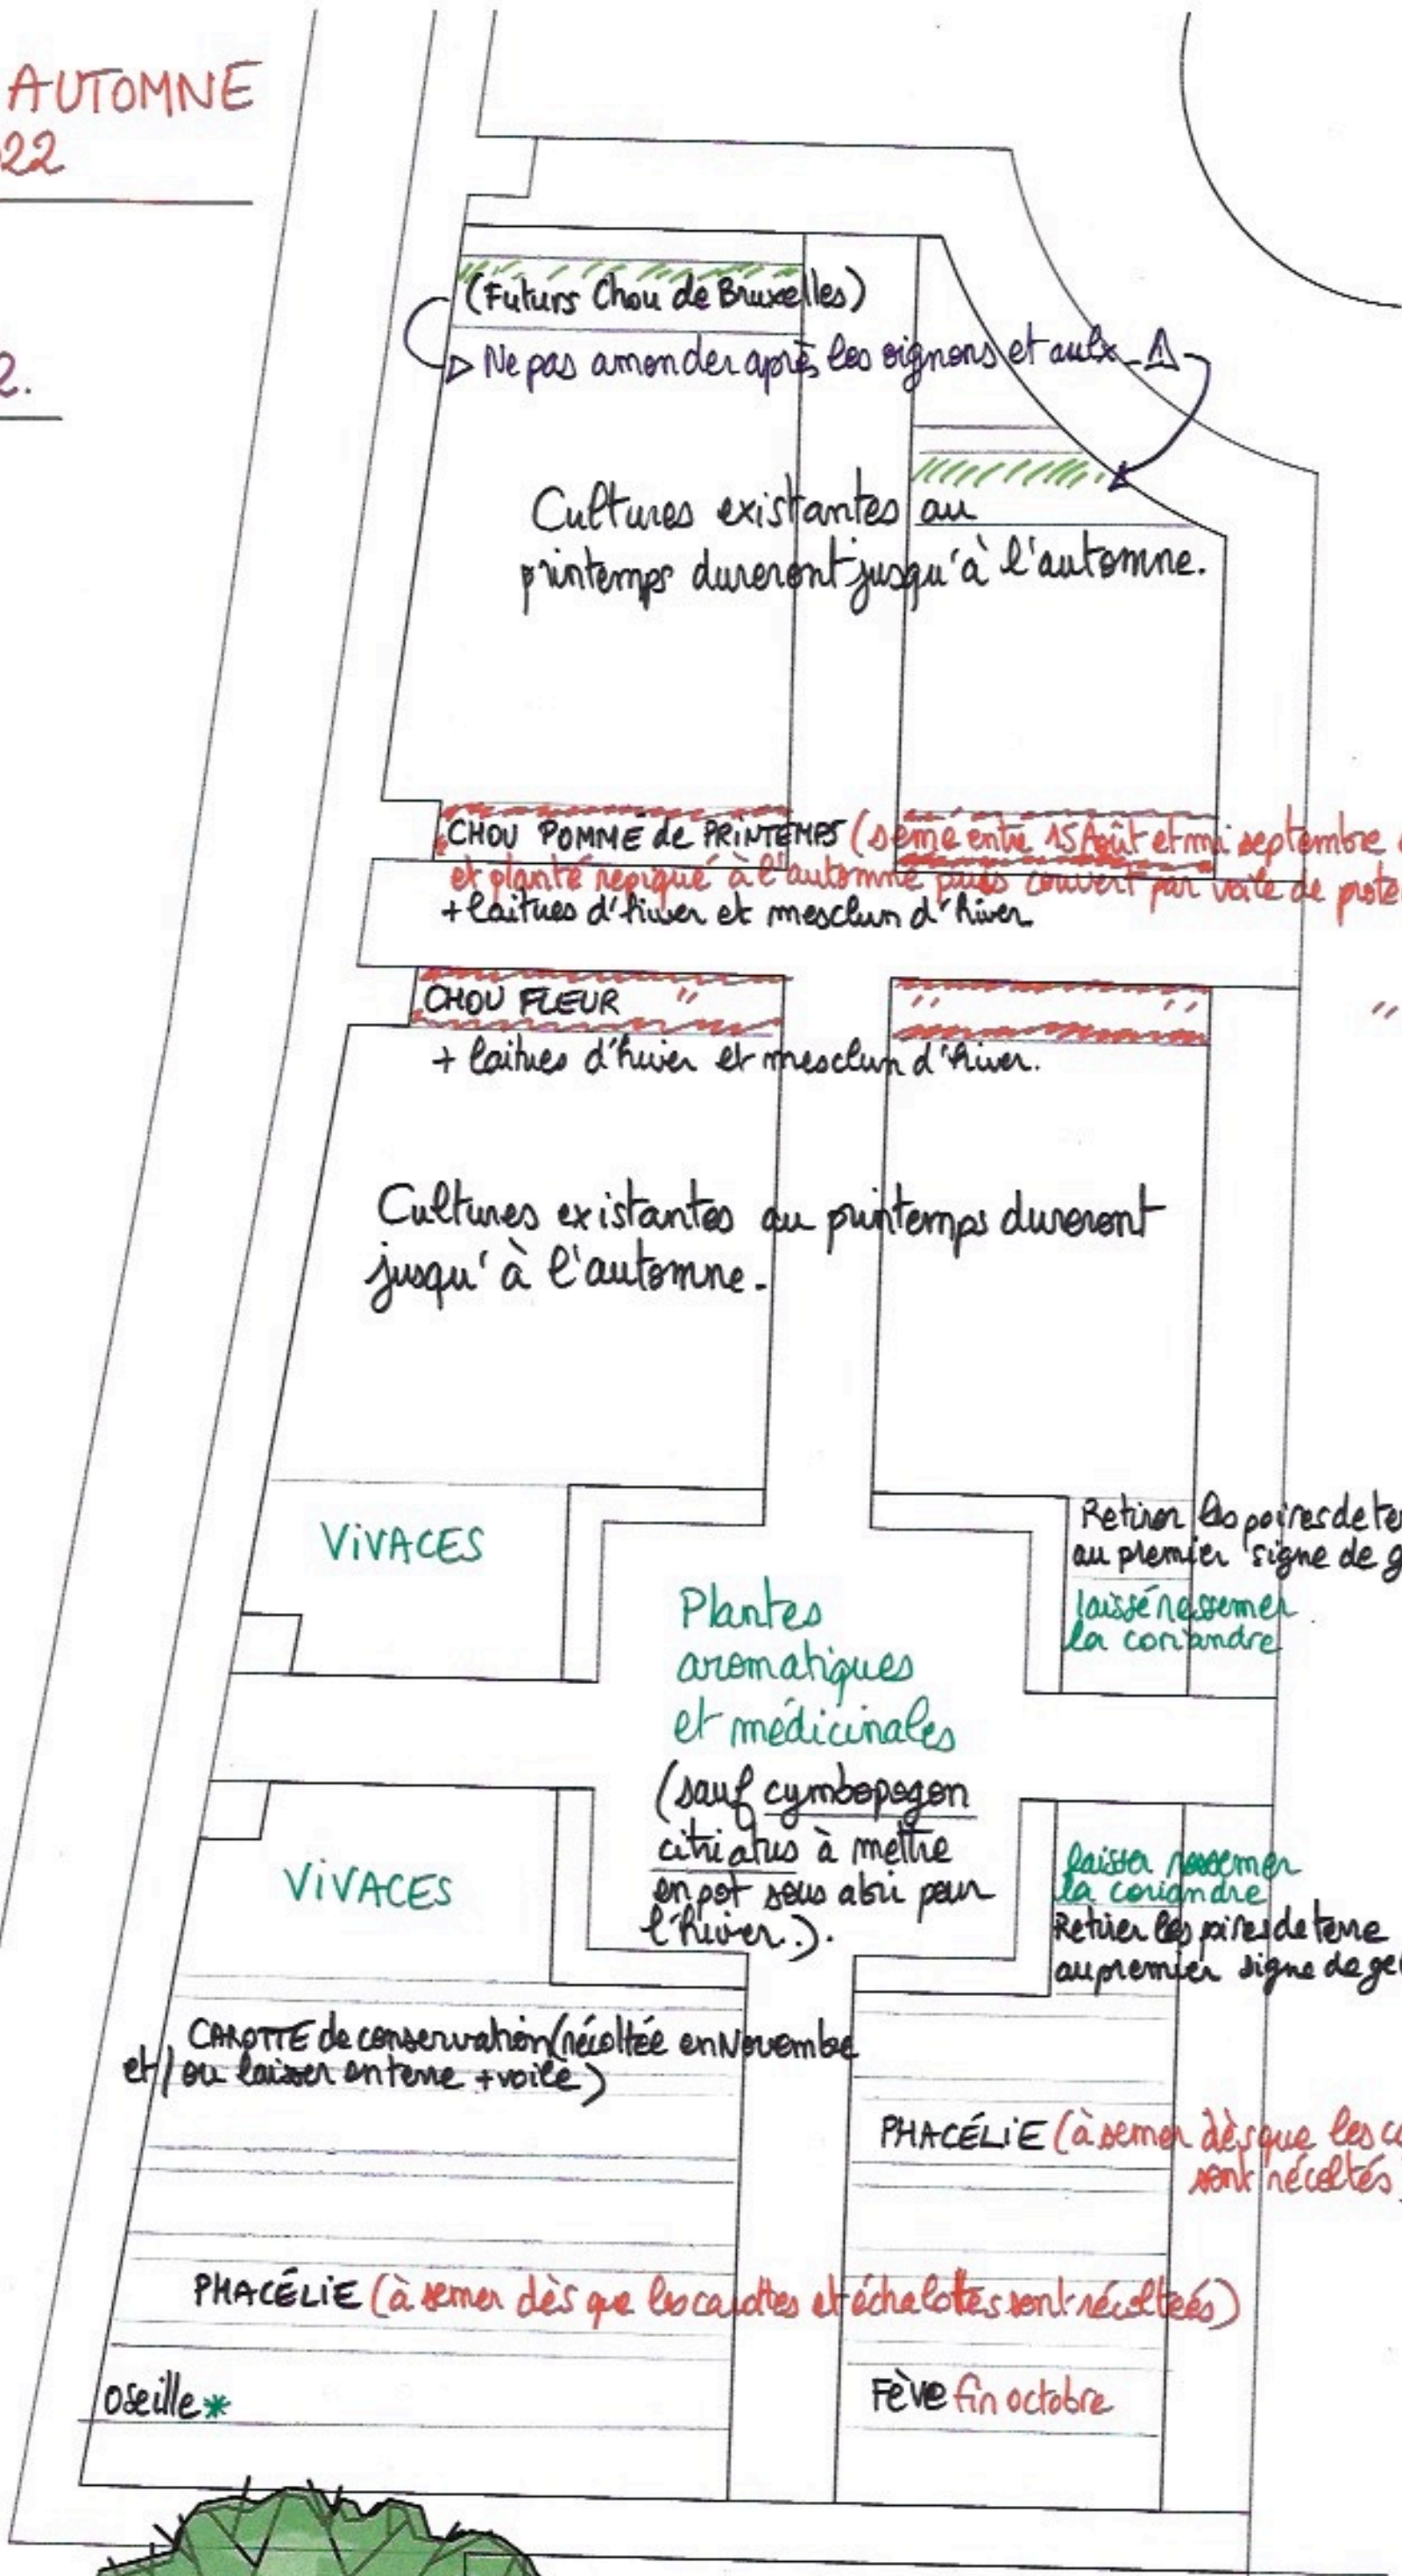 AUTOMNE
22
2.
(Futurs Chou de Bruxelles)
Ne pas amender après les oignons et aulx
Cultures existantes au
printemps dureront jusqu'à l'automne.
CHOU POMMÉ de PRINTEMPS (semé entre 15 Août et mi septembre
et planté repiqué à l'automne puis couvert par voile de prote
+ laitues d'hiver et mesclun d'hiver
CHOU FLEUR " " " "
+ laitues d'hiver et mesclun d'hiver.
Cultures existantes au printemps dureront
jusqu'à l'automne.
VIVACES
Retirer les poires de te
au premier signe de g
laissé ressemer
la coriandre
Plantes
aromatiques
et médicinales
(sauf cymbopogon
citriatus à mettre
en pot sous abri pour
l'hiver.).
VIVACES
laisser ressemer
la coriandre
Retirer les poires de terre
au premier signe de gel
CAROTTE de conservation (récoltée en Novembre
et/ou laisser en terre + voile)
PHACÉLIE (à semer dès que les ca
sont récoltés
PHACÉLIE (à semer dès que les carottes et échalottes sont récoltées)
Oseille *
Fève fin octobre